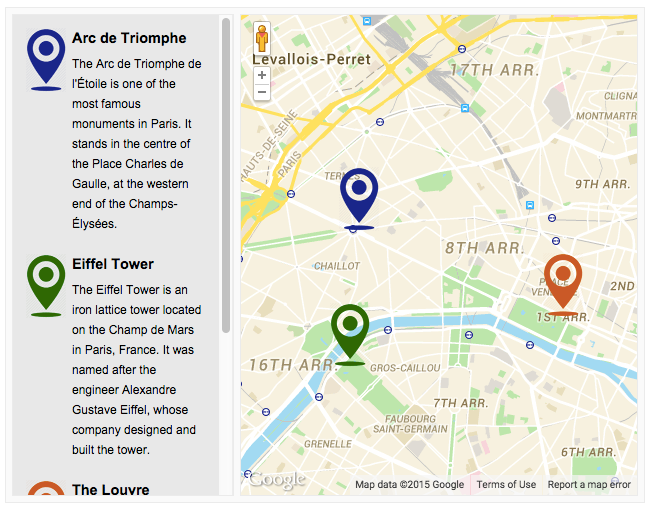 Arc de Triomphe
The Arc de Triomphe de
l'Étoile is one of the
most famous
monuments in Paris. It
stands in the centre of
the Place Charles de
Gaulle, at the western
end of the Champs-
Élysées.
Eiffel Tower
The Eiffel Tower is an
iron lattice tower located
on the Champ de Mars
in Paris, France. It was
named after the
engineer Alexandre
Gustave Eiffel, whose
company designed and
built the tower.
The Louvre
Levallois-Perret
17TH ARR.
CLIGNA
MONTMARTR
HAUTS-DE-SEINE
PARIS
TERNES
9TH ARR.
8TH ARR.
CHAILLOT
PLACE
VENDÔME
2ND
1ST ARR.
16TH ARR.
GROS-CAILLOU
7TH ARR.
FAUBOURG
SAINT-GERMAIN
GRENELLE
6TH ARR.
Google
Map data ©2015 Google
Terms of Use
Report a map error